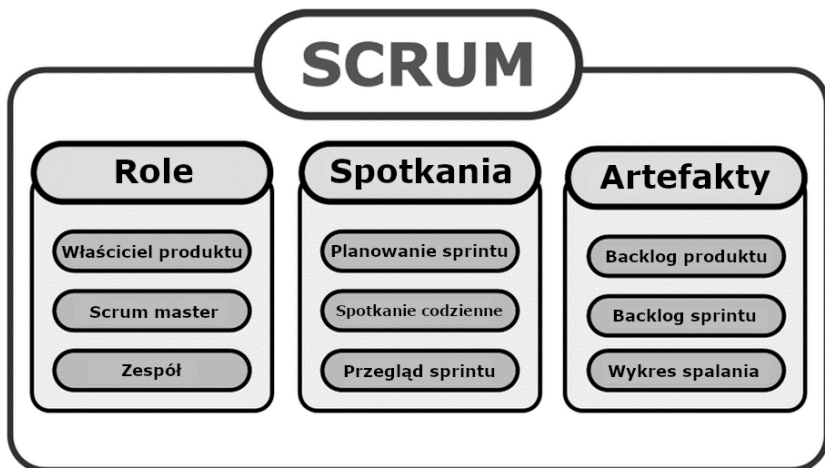 SCRUM
Role
Właściciel produktu
Scrum master
Zespół
Spotkania
Planowanie sprintu
Spotkanie codzienne
Przegląd sprintu
Artefakty
Backlog produktu
Backlog sprintu
Wykres spalania